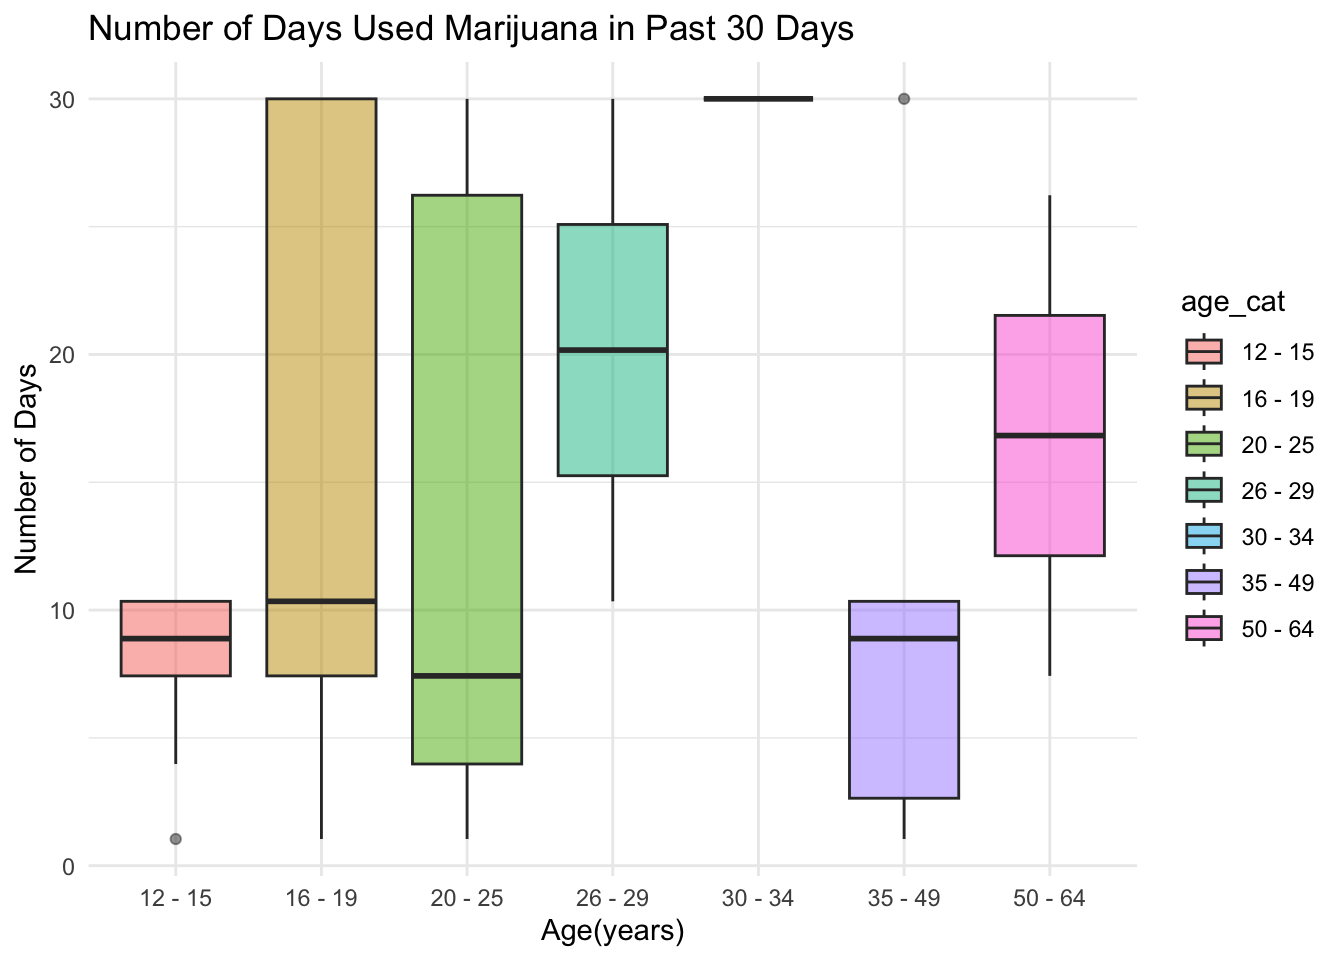 Number of Days Used Marijuana in Past 30 Days
Number of Days
30
20
10
0
12 - 15
16 - 19
20 - 25
26 - 29
30 - 34
35 - 49
50 - 64
Age(years)
age_cat
12 - 15
16 - 19
20 - 25
26 - 29
30 - 34
35 - 49
50 - 64